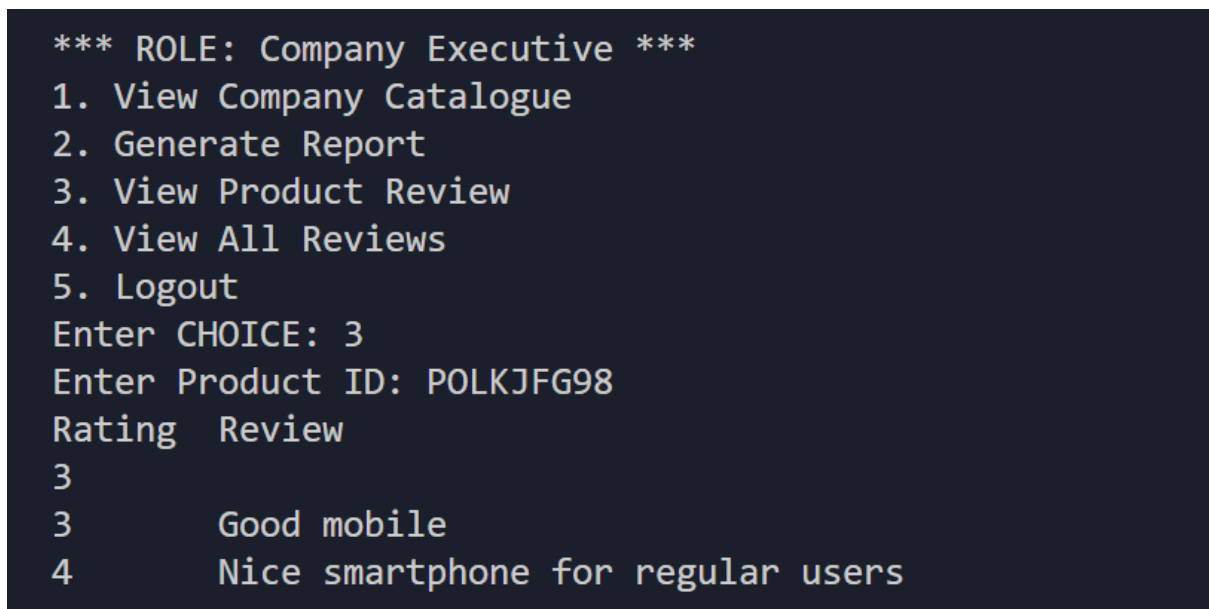 *** ROLE: Company Executive ***
1. View Company Catalogue
2. Generate Report
3. View Product Review
4. View All Reviews
5. Logout
Enter CHOICE: 3
Enter Product ID: POLKJFG98
Rating  Review
3
3       Good mobile
4       Nice smartphone for regular users